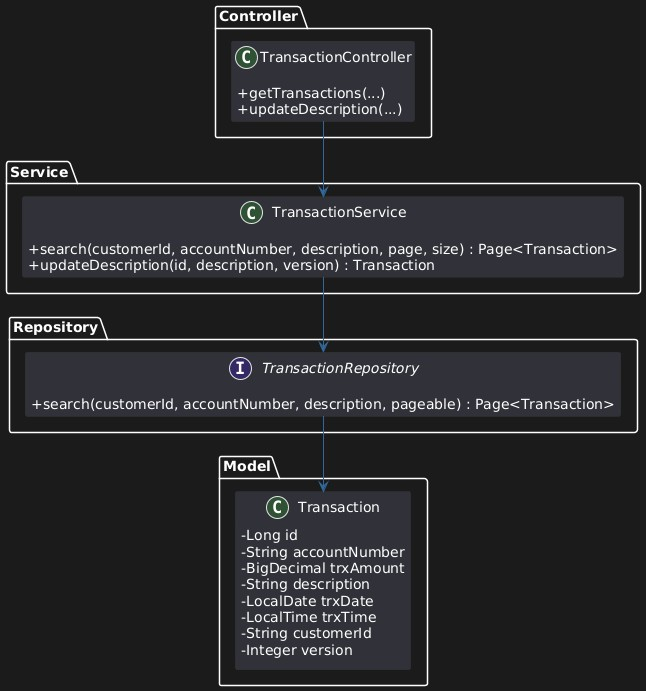 Controller
C TransactionController
+getTransactions(...)
+updateDescription(...)
Service
C TransactionService
+search(customerId, accountNumber, description, page, size) : Page<Transaction>
+updateDescription(id, description, version) : Transaction
Repository
I TransactionRepository
+search(customerId, accountNumber, description, pageable) : Page<Transaction>
Model
C Transaction
-Long id
-String accountNumber
-BigDecimal trxAmount
-String description
-LocalDate trxDate
-LocalTime trxTime
-String customerId
-Integer version